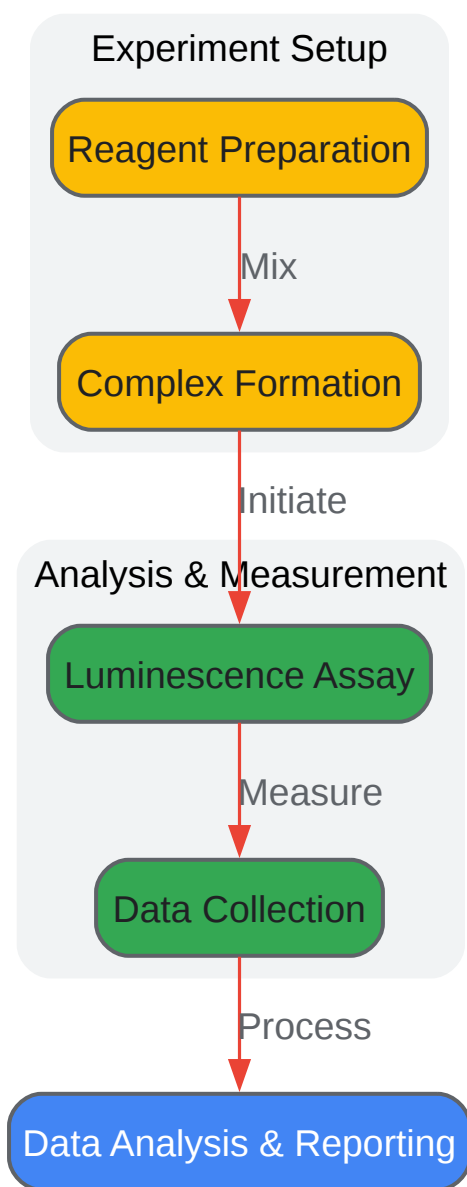 Experiment Setup
Reagent Preparation
Mix
Complex Formation
Initiate
Analysis & Measurement
Luminescence Assay
Measure
Data Collection
Process
Data Analysis & Reporting